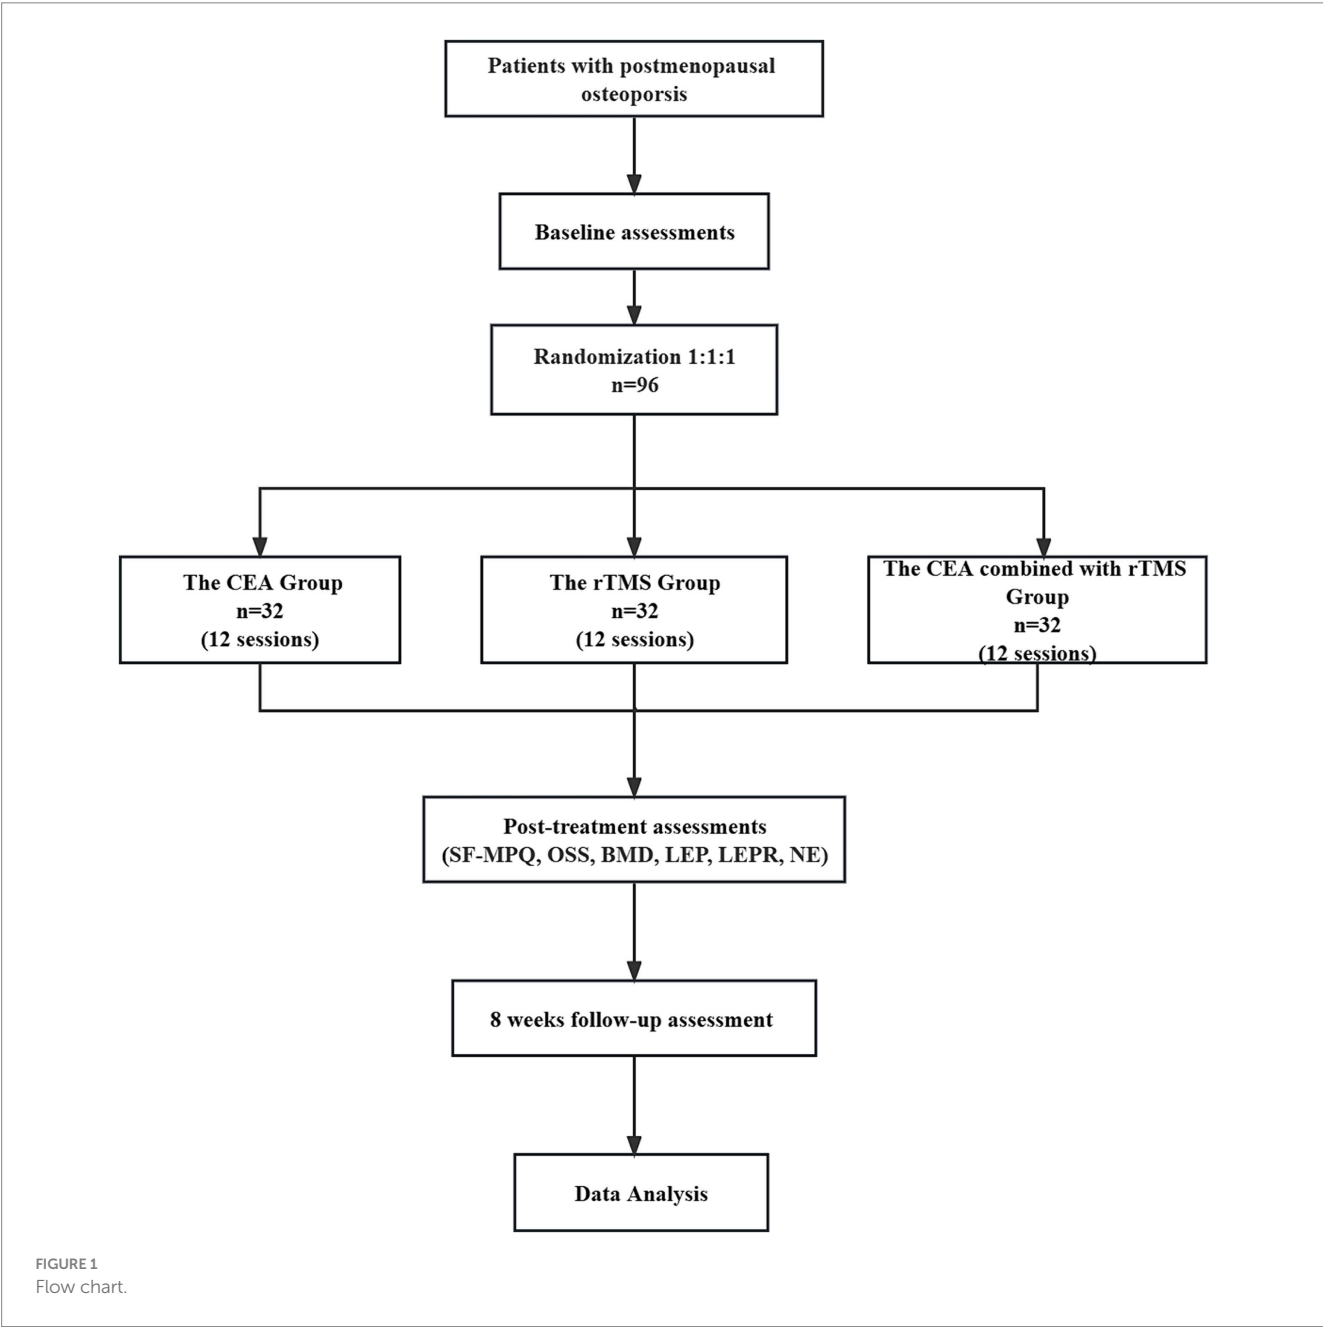 Patients with postmenopausal
osteoporsis
Baseline assessments
Randomization 1:1:1
n=96
The CEA Group
n=32
(12 sessions)
The rTMS Group
n=32
(12 sessions)
The CEA combined with rTMS
Group
n=32
(12 sessions)
Post-treatment assessments
(SF-MPQ, OSS, BMD, LEP, LEPR, NE)
8 weeks follow-up assessment
Data Analysis
FIGURE 1
Flow chart.